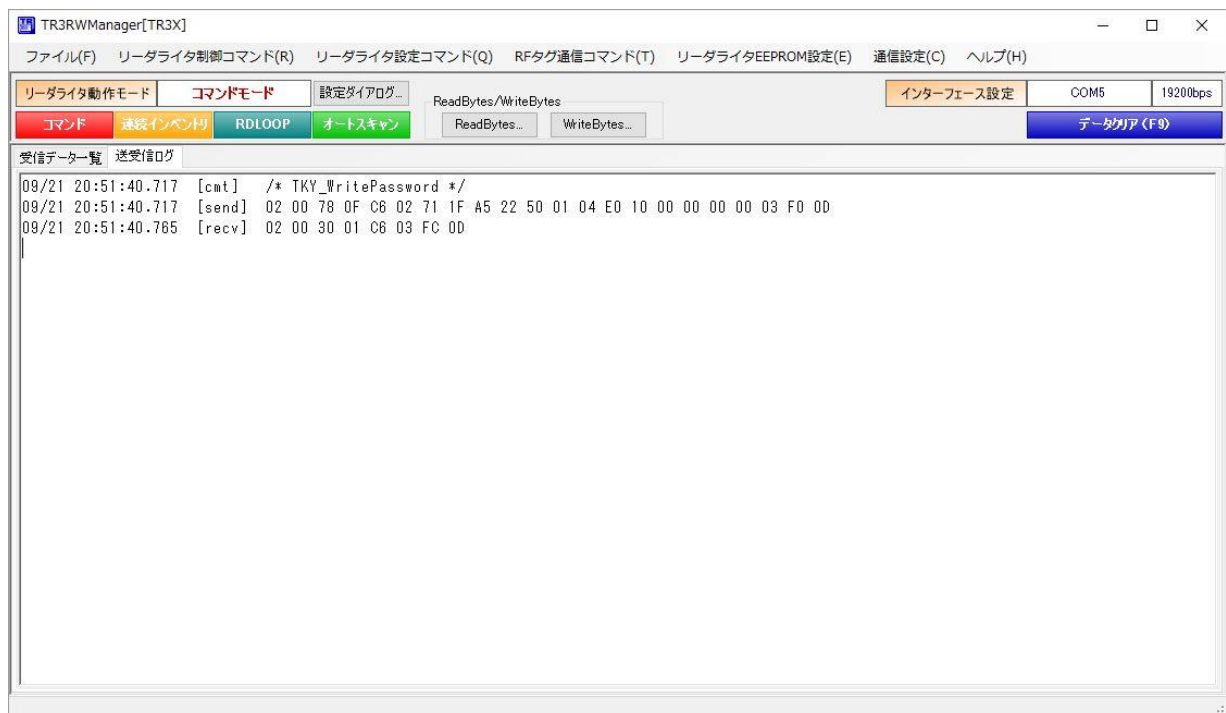 TR3RWManager[TR3X]
ファイル(F) リーダライタ制御コマンド(R) リーダライタ設定コマンド(Q) RFタグ通信コマンド(T) リーダライタEEPROM設定(E) 通信設定(C) ヘルプ(H)
リーダライタ動作モード コマンドモード 設定ダイアログ... ReadBytes/WriteBytes インターフェース設定 COM5 19200bps
コマンド 連続インベントリ RDLOOP オートスキャン ReadBytes... WriteBytes... データクリア(F9)
受信データ一覧 送受信ログ
09/21 20:51:40.717 [cmt] /* TKY_WritePassword */
09/21 20:51:40.717 [send] 02 00 78 0F C6 02 71 1F A5 22 50 01 04 E0 10 00 00 00 00 03 F0 0D
09/21 20:51:40.765 [recv] 02 00 30 01 C6 03 FC 0D